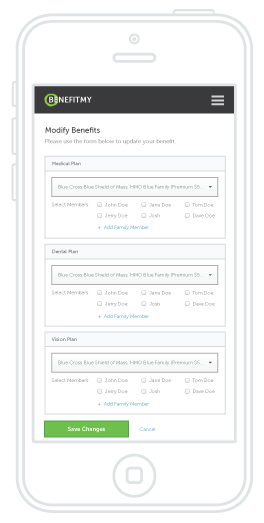 BENEFITMY
Modify Benefits
Please use the form below to update your benefit
Medical Plan
Blue Cross Blue Shield of Mass. HMO Blue Family (Premium $5...
Select Members John Doe Jane Doe Tom Doe
Jerry Doe Josh Dave Doe
+ Add Family Member
Dental Plan
Blue Cross Blue Shield of Mass. HMO Blue Family (Premium $5...
Select Members John Doe Jane Doe Tom Doe
Jerry Doe Josh Dave Doe
+ Add Family Member
Vision Plan
Blue Cross Blue Shield of Mass. HMO Blue Family (Premium $5...
Select Members John Doe Jane Doe Tom Doe
Jerry Doe Josh Dave Doe
+ Add Family Member
Save Changes Cancel